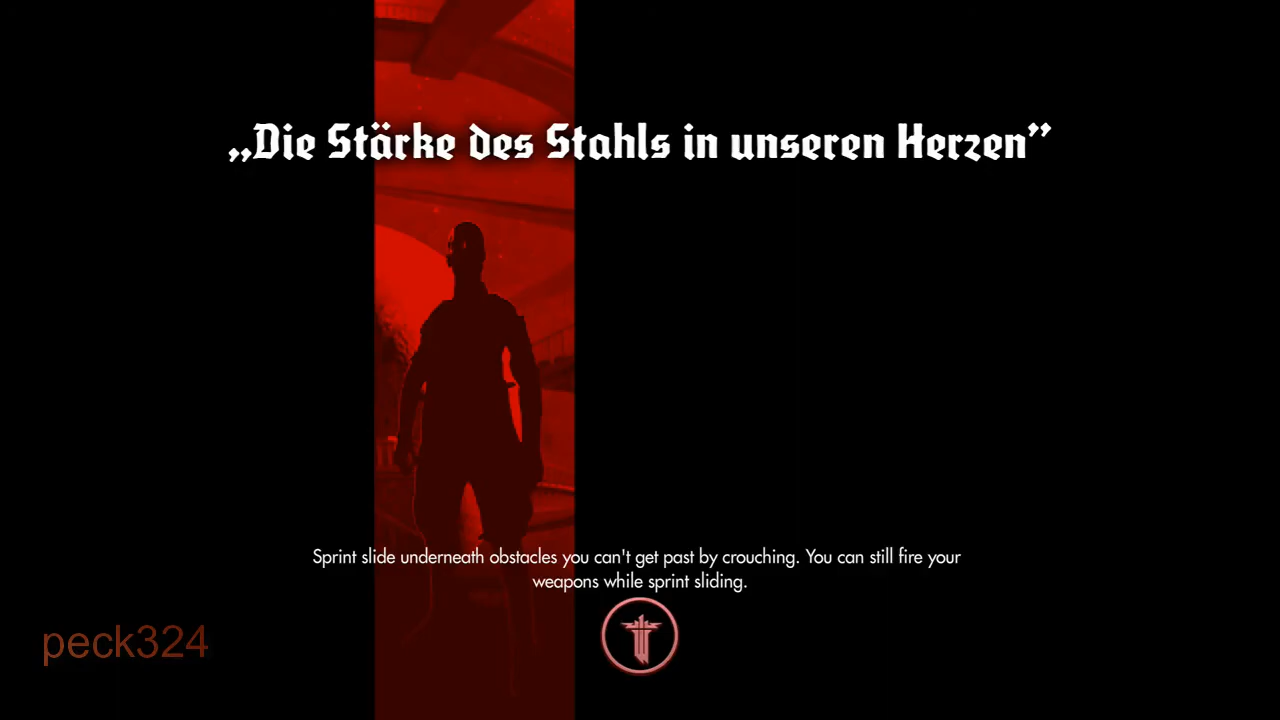 „Die Stärke des Stahls in unseren Herzen”
Sprint slide underneath obstacles you can't get past by crouching. You can still fire your
weapons while sprint sliding.
peck324